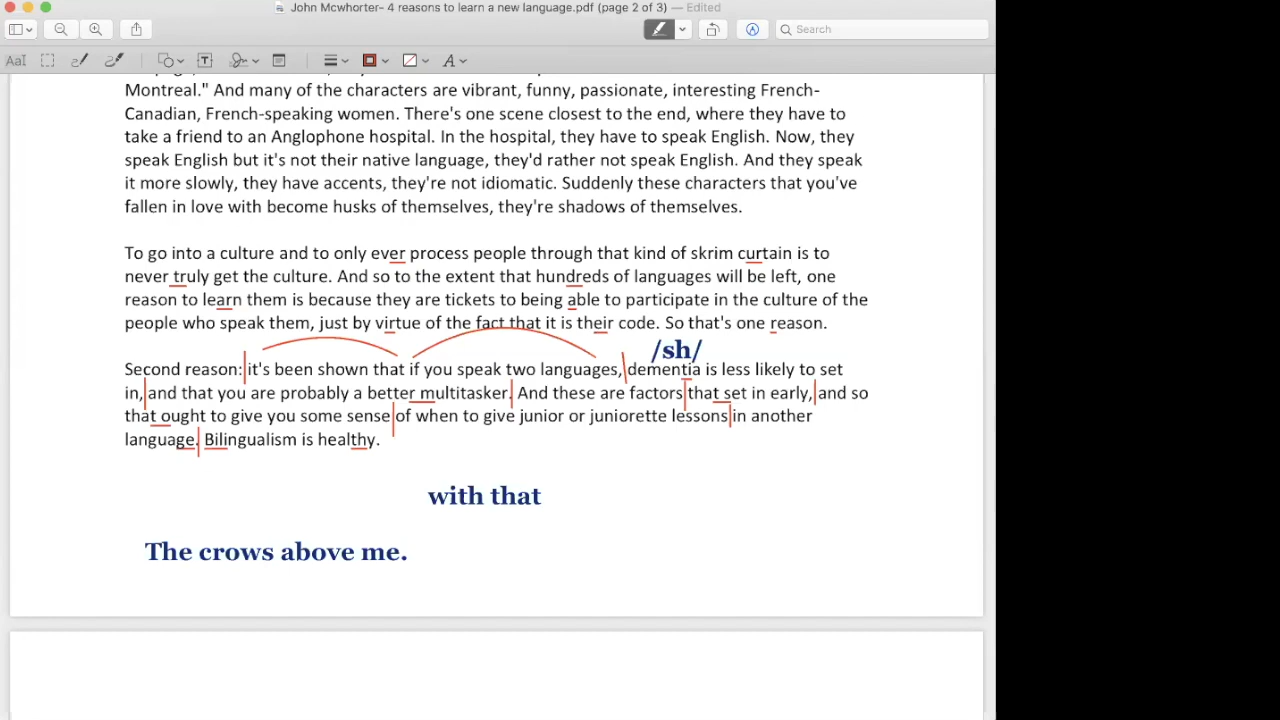 John Mcwhorter- 4 reasons to learn a new language.pdf (page 2 of 3) — Edited
Search
AaI
T
A
Montreal." And many of the characters are vibrant, funny, passionate, interesting French-
Canadian, French-speaking women. There's one scene closest to the end, where they have to
take a friend to an Anglophone hospital. In the hospital, they have to speak English. Now, they
speak English but it's not their native language, they'd rather not speak English. And they speak
it more slowly, they have accents, they're not idiomatic. Suddenly these characters that you've
fallen in love with become husks of themselves, they're shadows of themselves.
To go into a culture and to only ever process people through that kind of skrim curtain is to
never truly get the culture. And so to the extent that hundreds of languages will be left, one
reason to learn them is because they are tickets to being able to participate in the culture of the
people who speak them, just by virtue of the fact that it is their code. So that's one reason.
/sh/
Second reason: it's been shown that if you speak two languages, dementia is less likely to set
in, and that you are probably a better multitasker. And these are factors that set in early, and so
that ought to give you some sense of when to give junior or juniorette lessons in another
language. Bilingualism is healthy.
with that
The crows above me.